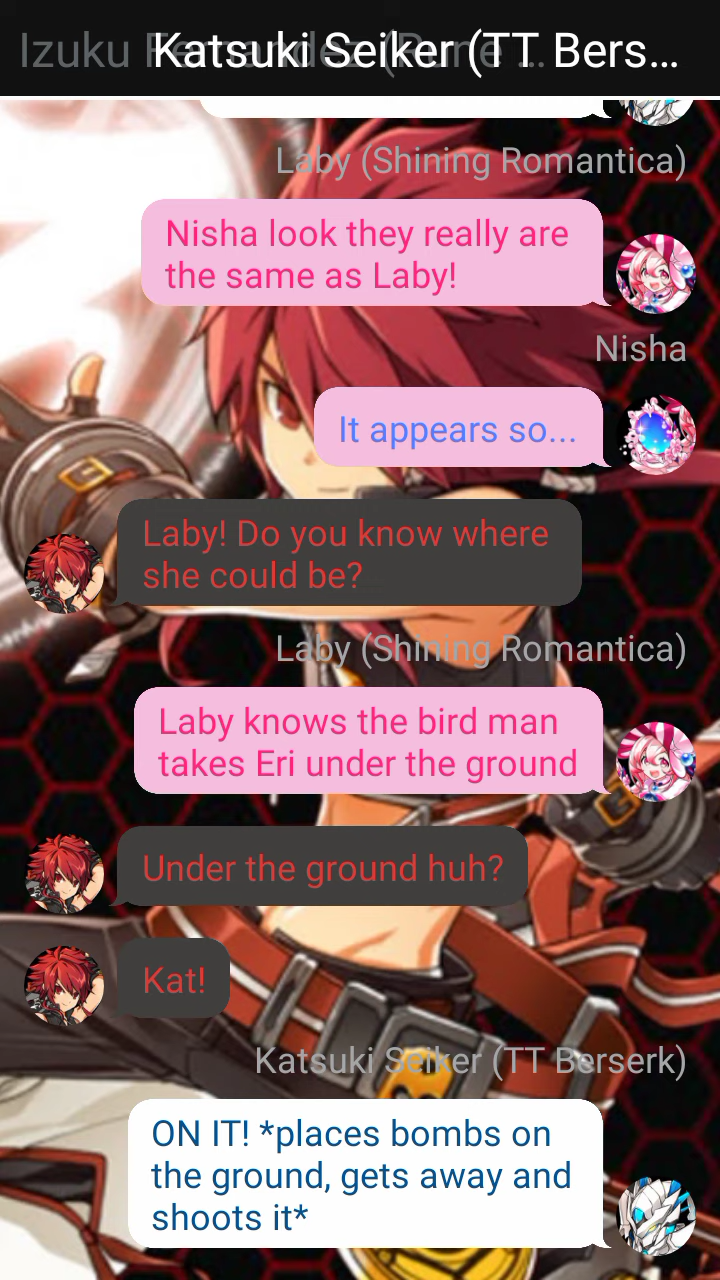 Izuku Fernandez (Rune ...
Katsuki Seiker (TT Bers...
Laby (Shining Romantica)
Nisha look they really are
the same as Laby!
Nisha
It appears so...
Laby! Do you know where
she could be?
Laby (Shining Romantica)
Laby knows the bird man
takes Eri under the ground
Under the ground huh?
Kat!
Katsuki Seiker (TT Berserk)
ON IT! *places bombs on
the ground, gets away and
shoots it*